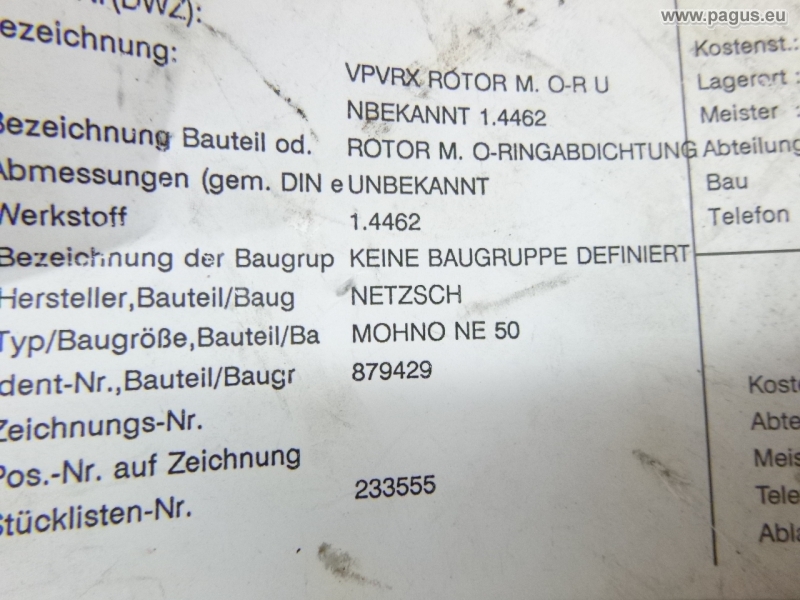 www.pagus.eu
(DWZ):
ezeichnung:
VPVRX ROTOR M. O-R U
NBEKANNT 1.4462
Bezeichnung Bauteil od. ROTOR M. O-RINGABDICHTUNG
Abmessungen (gem. DIN e UNBEKANNT
Werkstoff 1.4462
Bezeichnung der Baugrup KEINE BAUGRUPPE DEFINIERT
Hersteller,Bauteil/Baug NETZSCH
Typ/Baugröße,Bauteil/Ba MOHNO NE 50
dent-Nr.,Bauteil/Baugr 879429
Zeichnungs-Nr.
Pos.-Nr. auf Zeichnung
Stücklisten-Nr. 233555
Kostenst.:
Lagerort :
Meister :
Abteilung
Bau
Telefon
Koste
Abte
Meis
Tele
Abla